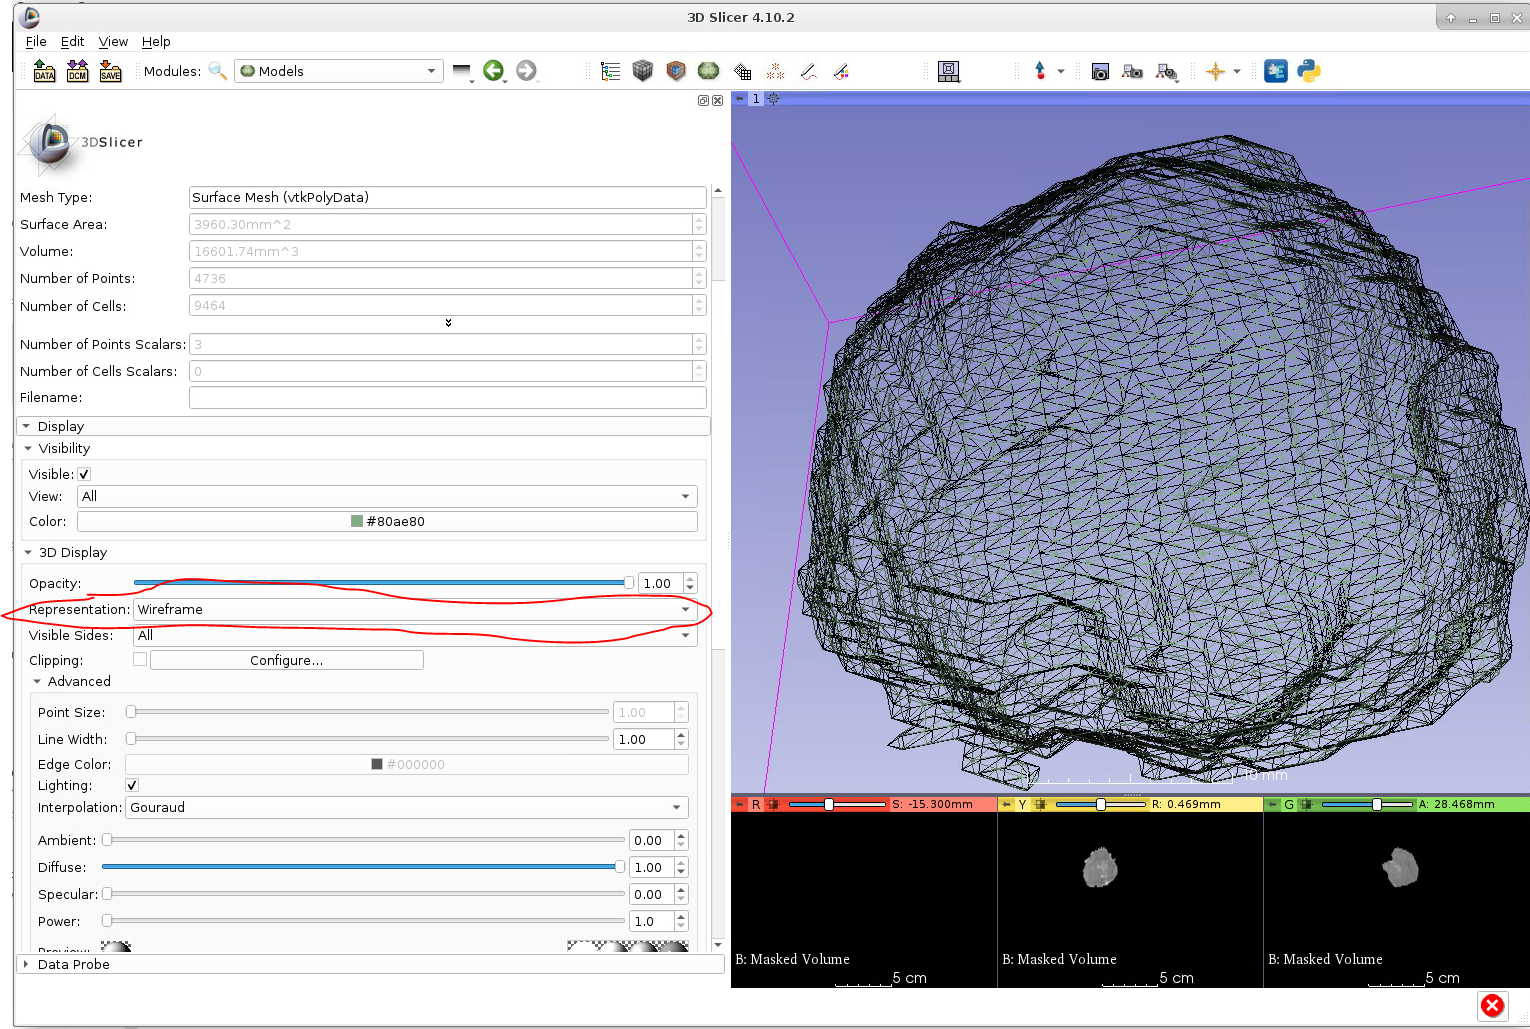 3D Slicer 4.10.2
File Edit View Help
DATA DCM SAVE Modules: Models
1
3DSlicer
Mesh Type: Surface Mesh (vtkPolyData)
Surface Area: 3960.30mm^2
Volume: 16601.74mm^3
Number of Points: 4736
Number of Cells: 9464
Number of Points Scalars: 3
Number of Cells Scalars: 0
Filename:
Display
Visibility
Visible:
View: All
Color: #80ae80
3D Display
Opacity: 1.00
Representation: Wireframe
Visible Sides: All
Clipping: Configure...
Advanced
Point Size: 1.00
Line Width: 1.00
Edge Color: #000000
Lighting:
Interpolation: Gouraud
Ambient: 0.00
Diffuse: 1.00
Specular: 0.00
Power: 1.0
Preview:
Data Probe
10 mm
R S: -15.300mm
Y R: 0.469mm
G A: 28.468mm
B: Masked Volume
5 cm
B: Masked Volume
5 cm
B: Masked Volume
5 cm